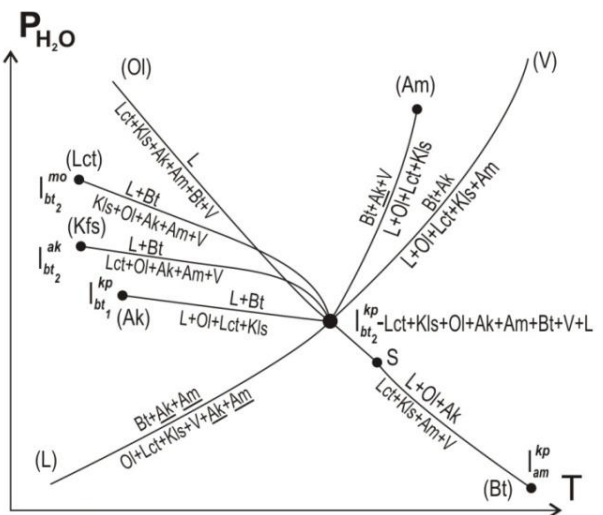 P_H₂O
(Ol)
L
Lct+Kls+Ak+Am+Bt+V
(Am)
Bt+Ak+V
L+Ol+Lct+Kls
(V)
Bt+Ak
L+Ol+Lct+Kls+Am
(Lct)
I^mo_bt₂
L+Bt
Kls+Ol+Ak+Am+V
(Kfs)
I^ak_bt₂
L+Bt
Lct+Ol+Ak+Am+V
I^kp_bt₁
(Ak)
L+Bt
L+Ol+Lct+Kls
I^kp_bt₂-Lct+Kls+Ol+Ak+Am+Bt+V+L
S
L+Ol+Ak
Lct+Kls+Am+V
Bt+Ak+Am
Ol+Lct+Kls+V+Ak+Am
(L)
I^kp_am
(Bt)
T